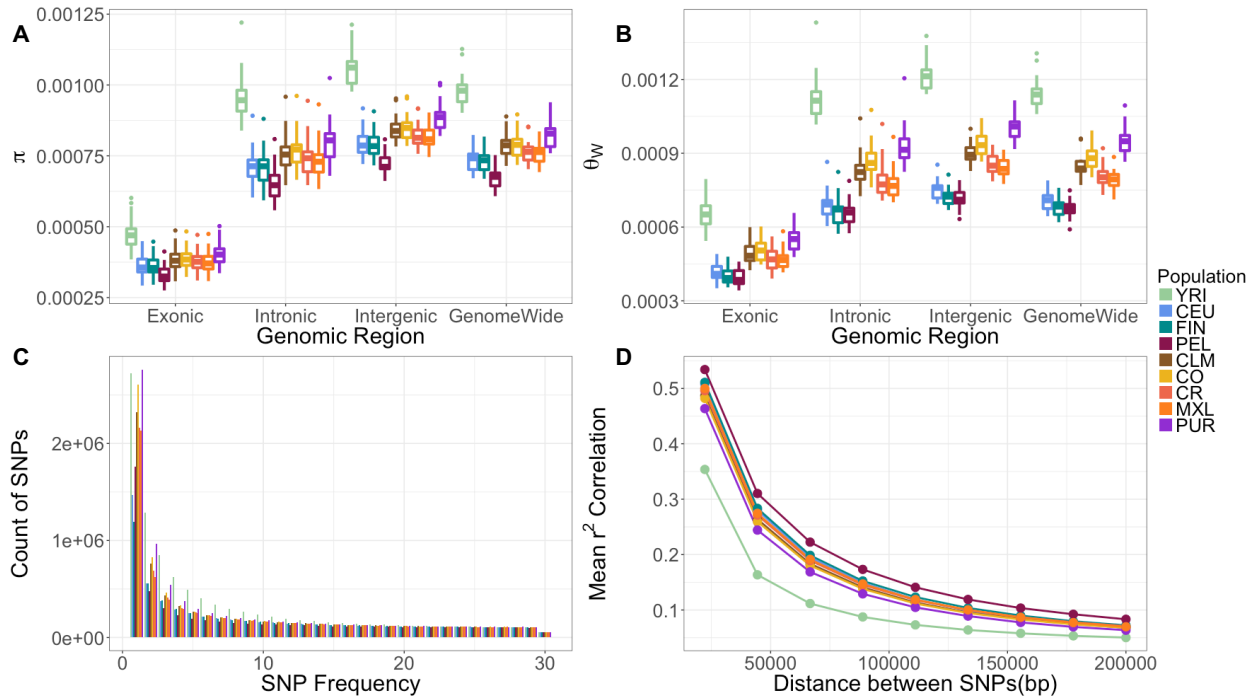 A
0.00125
0.00100
0.00075
0.00050
0.00025
π
Exonic Intronic Intergenic GenomeWide
Genomic Region
B
0.0012
0.0009
0.0006
0.0003
θW
Exonic Intronic Intergenic GenomeWide
Genomic Region
C
2e+06
1e+06
0e+00
Count of SNPs
0 10 20 30
SNP Frequency
D
0.5
0.4
0.3
0.2
0.1
Mean r² Correlation
50000 100000 150000 200000
Distance between SNPs(bp)
Population
YRI
CEU
FIN
PEL
CLM
CO
CR
MXL
PUR